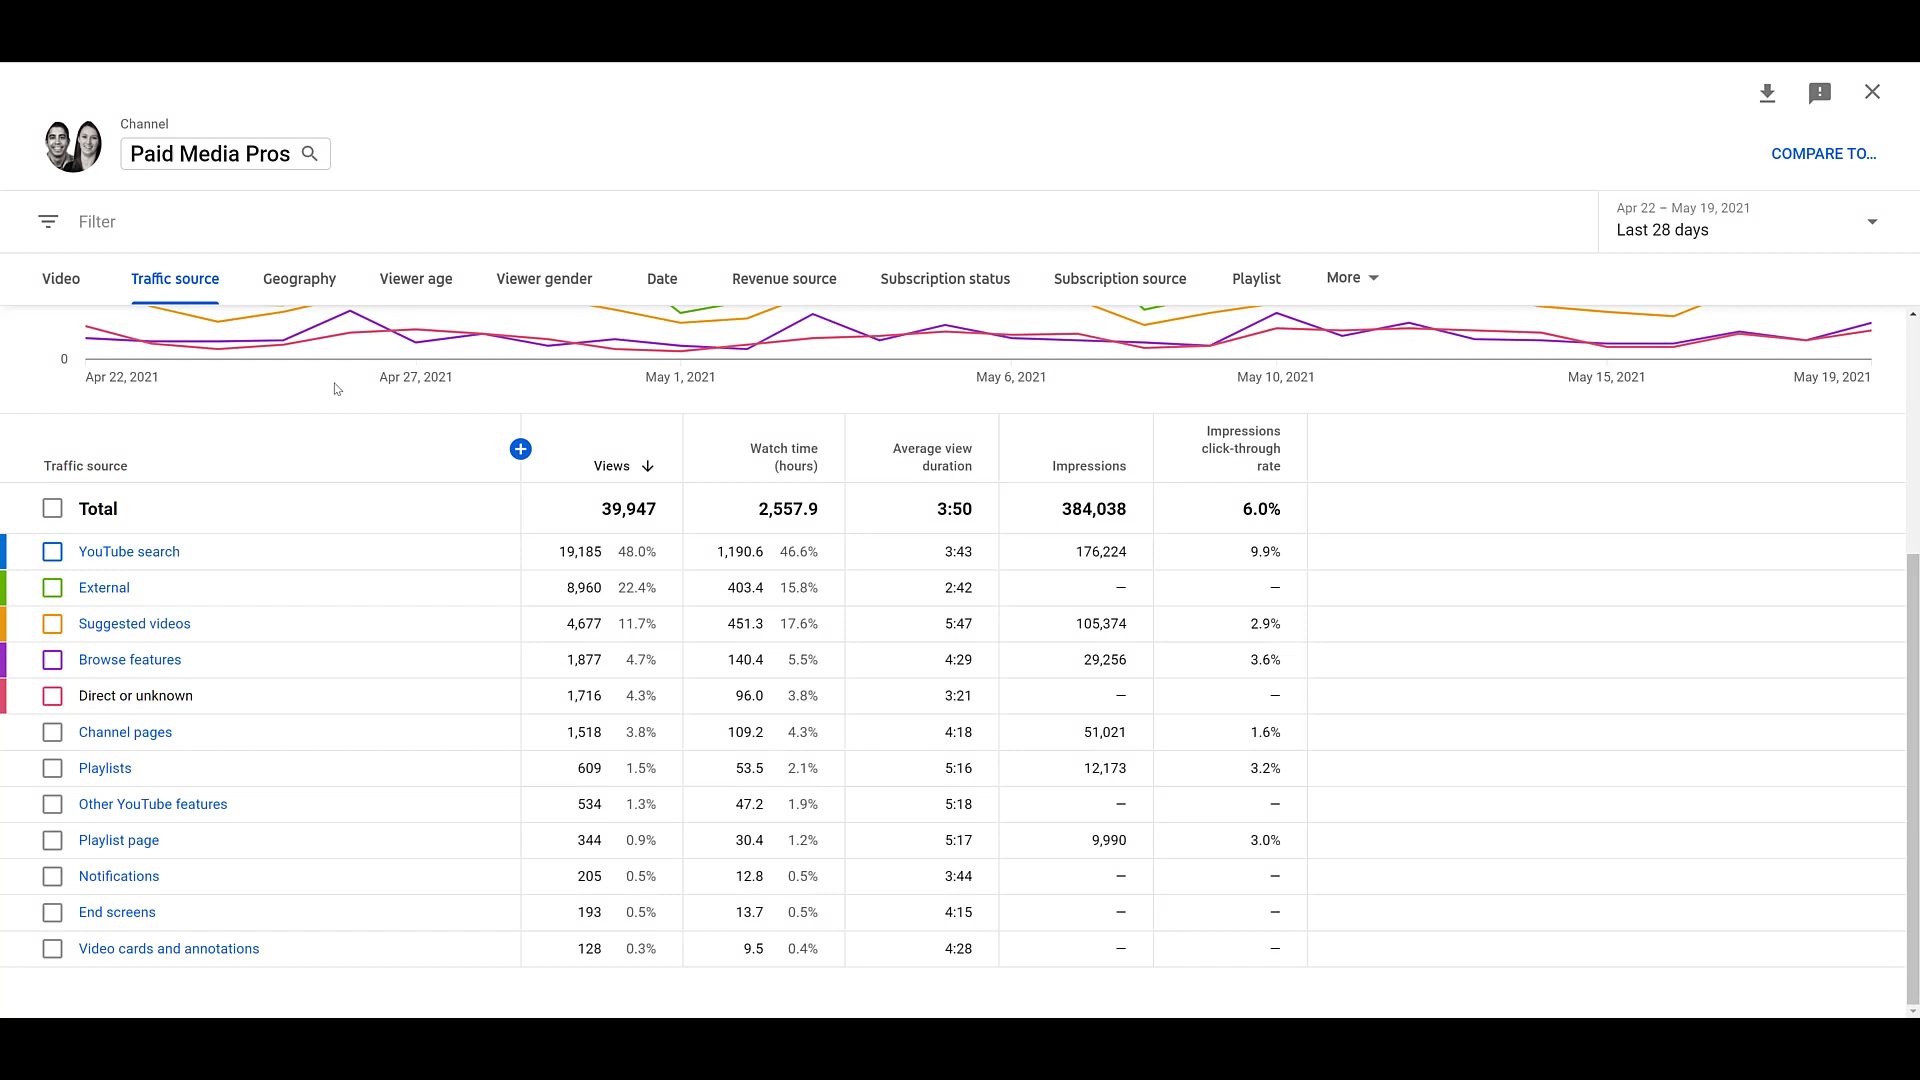 Channel
Paid Media Pros
COMPARE TO...
Filter
Apr 22 – May 19, 2021
Last 28 days
Video Traffic source Geography Viewer age Viewer gender Date Revenue source Subscription status Subscription source Playlist More
0
Apr 22, 2021 Apr 27, 2021 May 1, 2021 May 6, 2021 May 10, 2021 May 15, 2021 May 19, 2021
Traffic source Views Watch time (hours) Average view duration Impressions Impressions click-through rate
Total 39,947 2,557.9 3:50 384,038 6.0%
YouTube search 19,185 48.0% 1,190.6 46.6% 3:43 176,224 9.9%
External 8,960 22.4% 403.4 15.8% 2:42 — —
Suggested videos 4,677 11.7% 451.3 17.6% 5:47 105,374 2.9%
Browse features 1,877 4.7% 140.4 5.5% 4:29 29,256 3.6%
Direct or unknown 1,716 4.3% 96.0 3.8% 3:21 — —
Channel pages 1,518 3.8% 109.2 4.3% 4:18 51,021 1.6%
Playlists 609 1.5% 53.5 2.1% 5:16 12,173 3.2%
Other YouTube features 534 1.3% 47.2 1.9% 5:18 — —
Playlist page 344 0.9% 30.4 1.2% 5:17 9,990 3.0%
Notifications 205 0.5% 12.8 0.5% 3:44 — —
End screens 193 0.5% 13.7 0.5% 4:15 — —
Video cards and annotations 128 0.3% 9.5 0.4% 4:28 — —